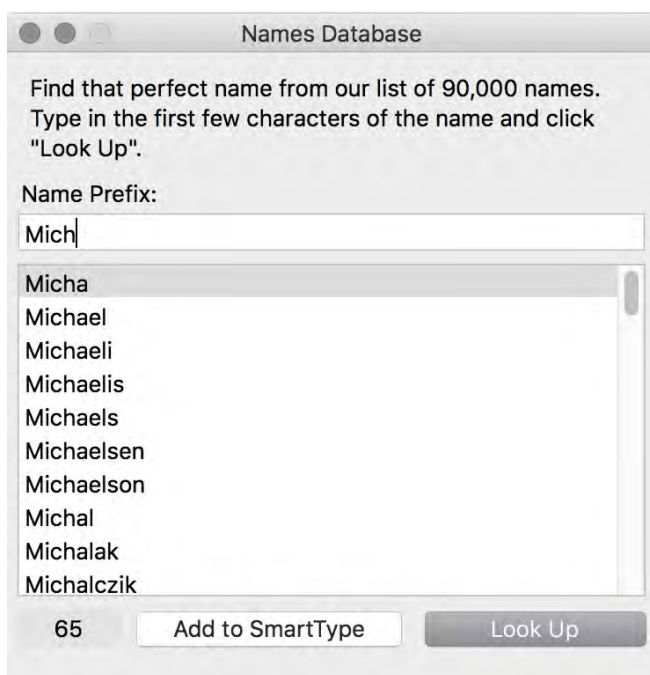 Names Database
Find that perfect name from our list of 90,000 names.
Type in the first few characters of the name and click
"Look Up".
Name Prefix:
Mich
Micha
Michael
Michaeli
Michaelis
Michaels
Michaelsen
Michaelson
Michal
Michalak
Michalczik
65 Add to SmartType Look Up